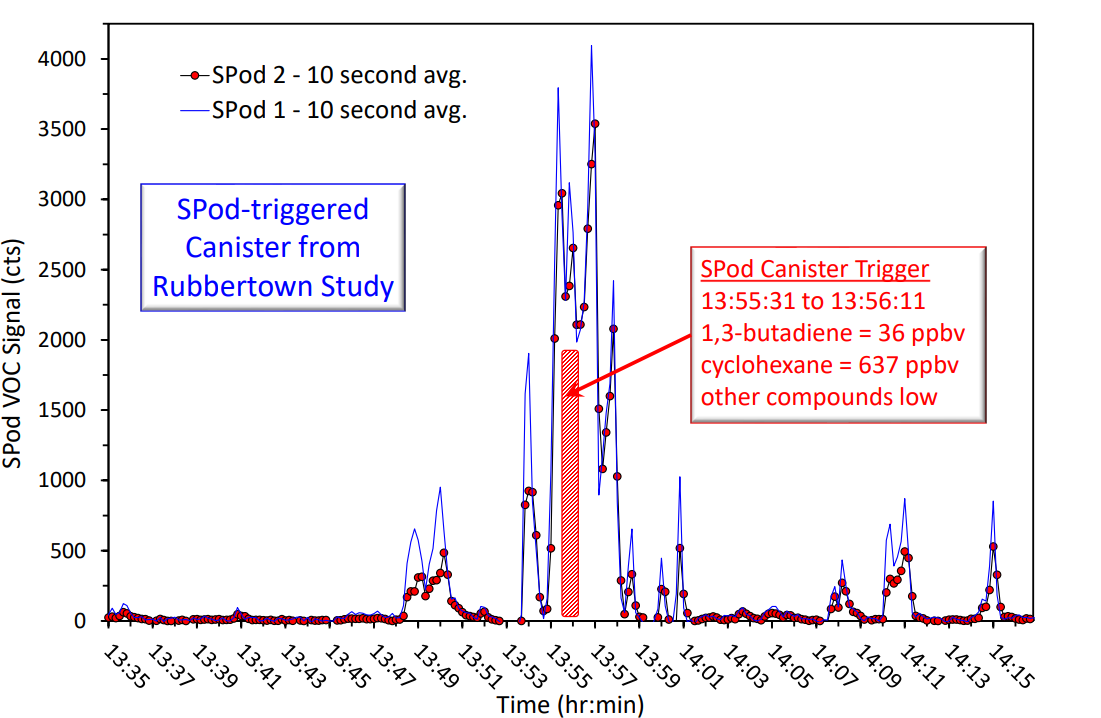 SPod 2 - 10 second avg.
SPod 1 - 10 second avg.
SPod-triggered
Canister from
Rubbertown Study
SPod Canister Trigger
13:55:31 to 13:56:11
1,3-butadiene = 36 ppbv
cyclohexane = 637 ppbv
other compounds low
SPod VOC Signal (cts)
4000
3500
3000
2500
2000
1500
1000
500
0
13:35
13:37
13:39
13:41
13:43
13:45
13:47
13:49
13:51
13:53
13:55
13:57
13:59
14:01
14:03
14:05
14:07
14:09
14:11
14:13
14:15
Time (hr:min)